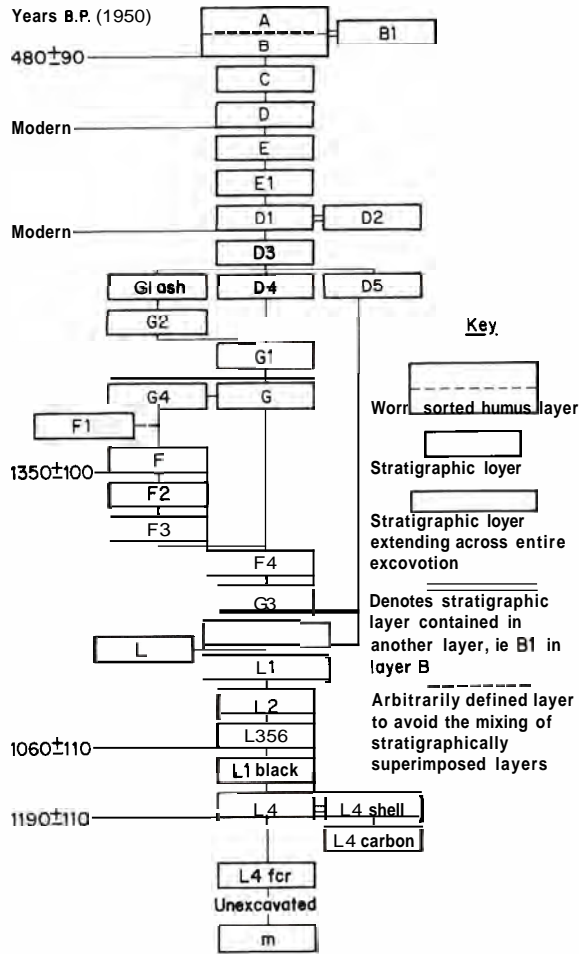 Years B.P. (1950)
A
B
B1
480±90
C
D
Modern
E
E1
D1
D2
Modern
D3
G1 ash
D4
D5
G2
G1
G4
G
F1
F
1350±100
F2
F3
F4
G3
L
L1
L2
L356
1060±110
L1 black
L4
L4 shell
1190±110
L4 carbon
L4 fcr
Unexcavated
m
Key
Worr sorted humus layer
Stratigraphic loyer
Stratigraphic loyer
extending across entire
excovotion
Denotes stratigraphic
layer contained in
another layer, ie B1 in
layer B
Arbitrarily defined layer
to avoid the mixing of
stratigraphically
superimposed layers